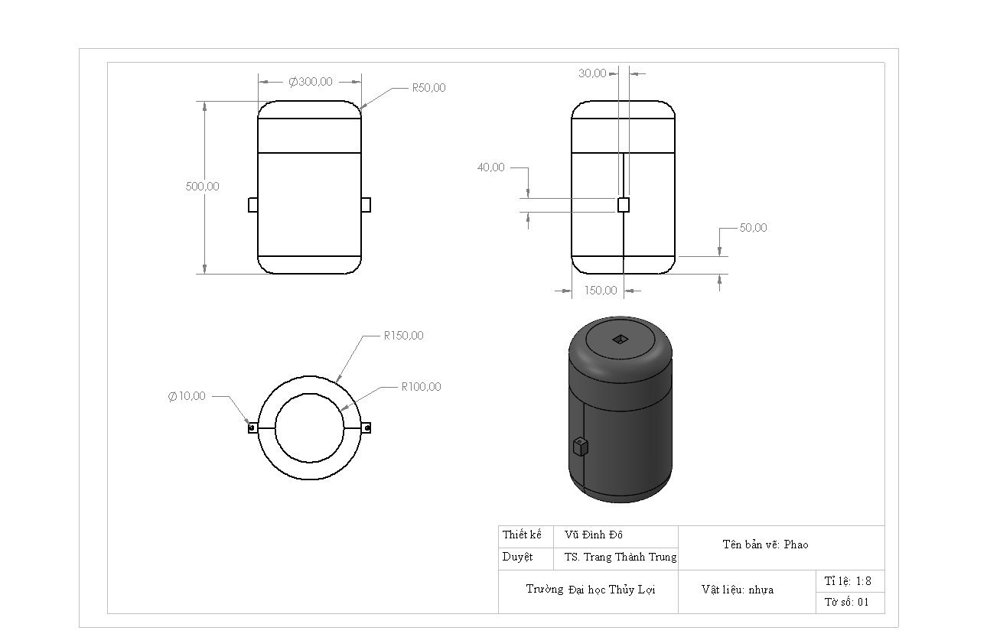 Ø300,00
R50,00
500,00
30,00
40,00
50,00
150,00
R150,00
R100,00
Ø10,00
Thiết kế
Vũ Đình Đô
Duyệt
TS. Trang Thành Trung
Tên bản vẽ: Phao
Trường Đại học Thủy Lợi
Vật liệu: nhựa
Tỉ lệ: 1:8
Tờ số: 01